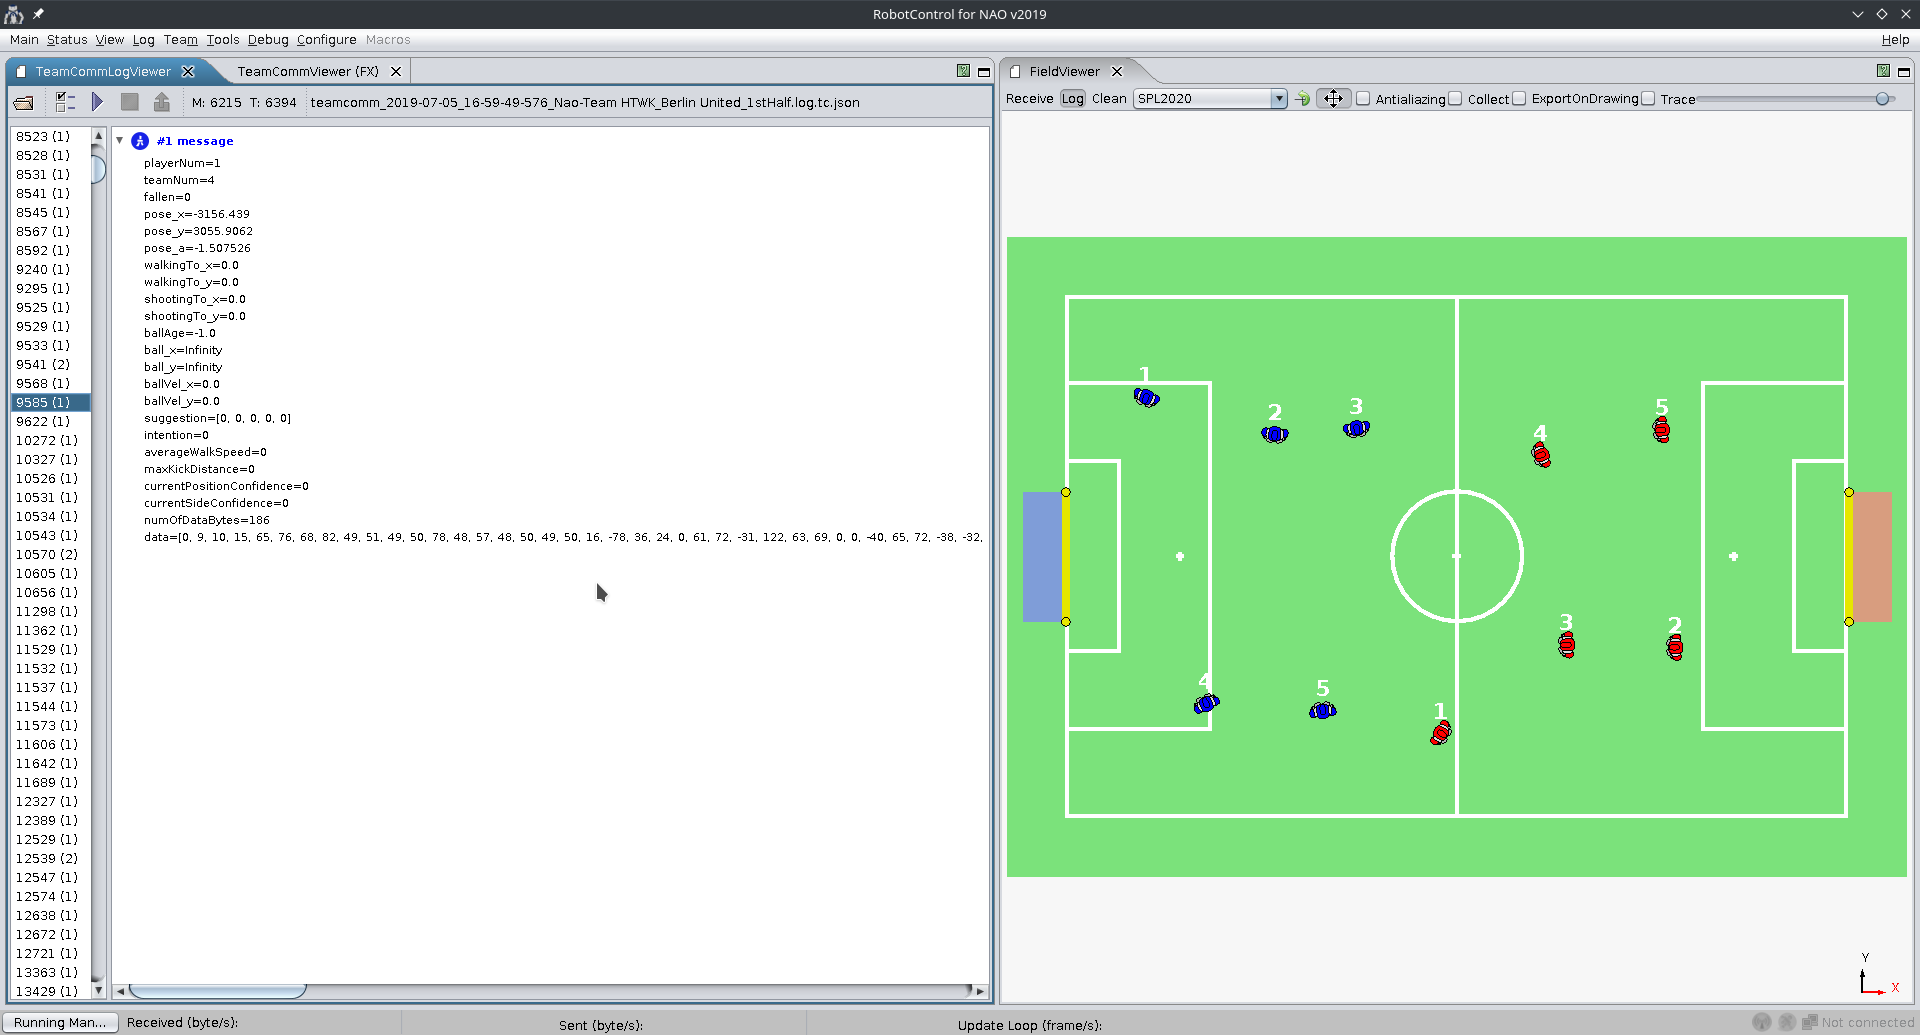 RobotControl for NAO v2019
Main Status View Log Team Tools Debug Configure Macros Help
TeamCommLogViewer TeamCommViewer (FX)
M: 6215 T: 6394 teamcomm_2019-07-05_16-59-49-576_Nao-Team HTWK_Berlin United_1stHalf.log.tc.json
8523 (1)
8528 (1)
8531 (1)
8541 (1)
8545 (1)
8567 (1)
8592 (1)
9240 (1)
9295 (1)
9525 (1)
9529 (1)
9533 (1)
9541 (2)
9568 (1)
9585 (1)
9622 (1)
10272 (1)
10327 (1)
10526 (1)
10531 (1)
10534 (1)
10543 (1)
10570 (2)
10605 (1)
10656 (1)
11298 (1)
11362 (1)
11529 (1)
11532 (1)
11537 (1)
11544 (1)
11573 (1)
11606 (1)
11642 (1)
11689 (1)
12327 (1)
12389 (1)
12529 (1)
12539 (2)
12547 (1)
12574 (1)
12638 (1)
12672 (1)
12721 (1)
13363 (1)
13429 (1)
#1 message
playerNum=1
teamNum=4
fallen=0
pose_x=-3156.439
pose_y=3055.9062
pose_a=-1.507526
walkingTo_x=0.0
walkingTo_y=0.0
shootingTo_x=0.0
shootingTo_y=0.0
ballAge=-1.0
ball_x=Infinity
ball_y=Infinity
ballVel_x=0.0
ballVel_y=0.0
suggestion=[0, 0, 0, 0, 0]
intention=0
averageWalkSpeed=0
maxKickDistance=0
currentPositionConfidence=0
currentSideConfidence=0
numOfDataBytes=186
data=[0, 9, 10, 15, 65, 76, 68, 82, 49, 51, 49, 50, 78, 48, 57, 48, 50, 49, 50, 16, -78, 36, 24, 0, 61, 72, -31, 122, 63, 69, 0, 0, -40, 65, 72, -38, -32,
FieldViewer
Receive Log Clean SPL2020 Antialiazing Collect ExportOnDrawing Trace
1
2
3
4
5
4
5
3
2
1
Y
X
Running Man... Received (byte/s): Sent (byte/s): Update Loop (frame/s): Not connected